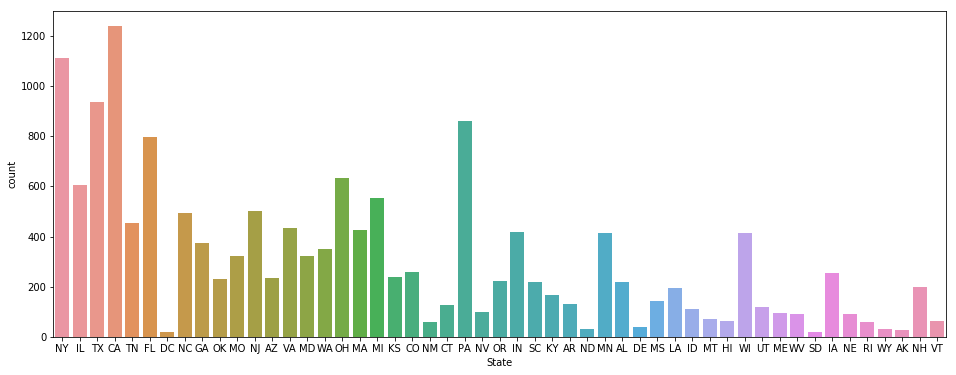 1200
1000
800
600
400
200
0
count
NY IL TX CA TN FL DC NC GA OK MO NJ AZ VA MD WA OH MA MI KS CO NM CT PA NV OR IN SC KY AR ND MN AL DE MS LA ID MT HI WI UT ME WV SD IA NE RI WY AK NH VT
State